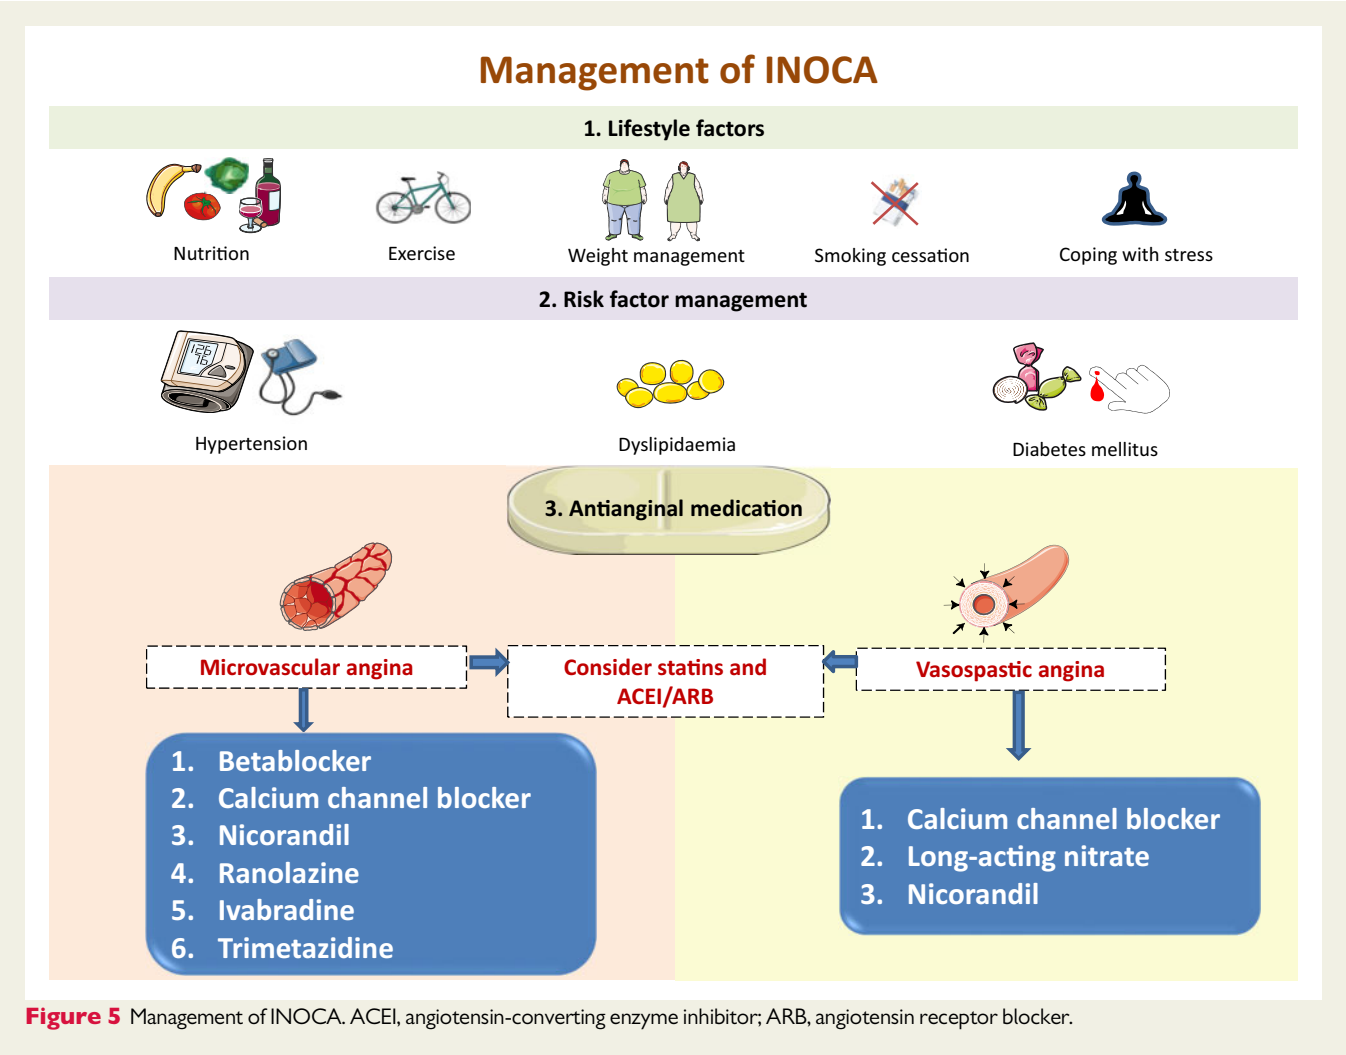 Management of INOCA
1. Lifestyle factors
Nutrition
Exercise
Weight management
Smoking cessation
Coping with stress
2. Risk factor management
126
76
Hypertension
Dyslipidaemia
Diabetes mellitus
3. Antianginal medication
Microvascular angina
Consider statins and
ACEI/ARB
Vasospastic angina
1. Betablocker
2. Calcium channel blocker
3. Nicorandil
4. Ranolazine
5. Ivabradine
6. Trimetazidine
1. Calcium channel blocker
2. Long-acting nitrate
3. Nicorandil
Figure 5 Management of INOCA. ACEI, angiotensin-converting enzyme inhibitor; ARB, angiotensin receptor blocker.